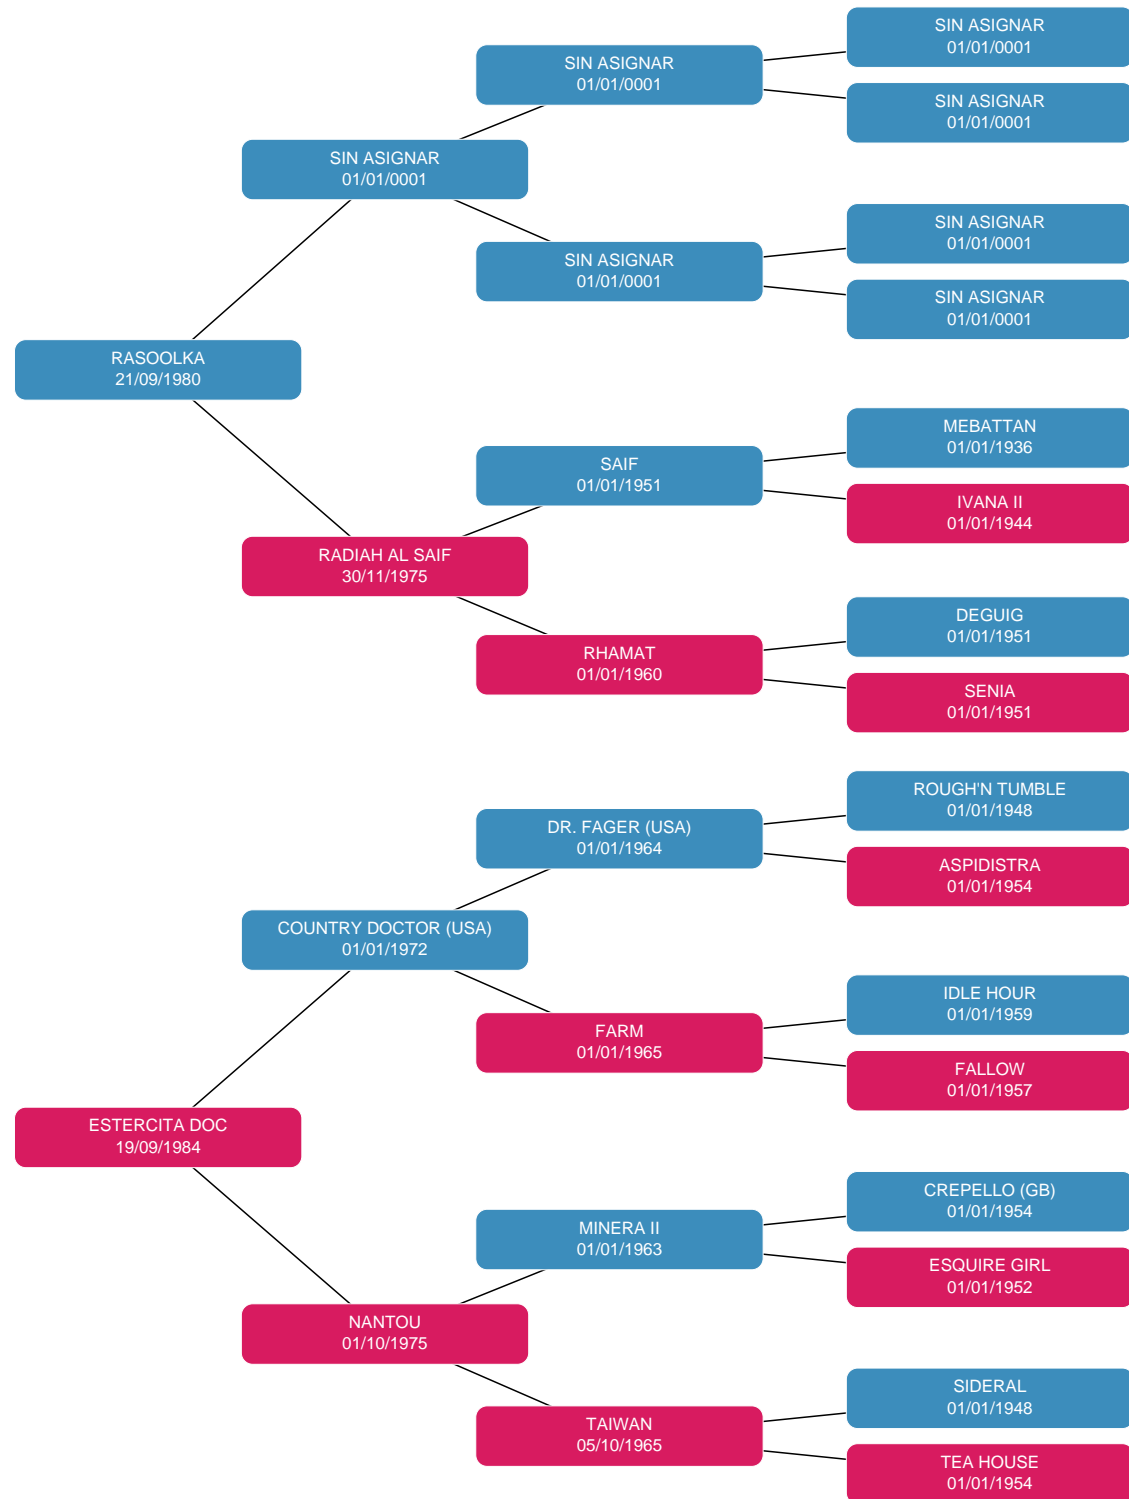 SIN ASIGNAR
01/01/0001
SIN ASIGNAR
01/01/0001
SIN ASIGNAR
01/01/0001
SIN ASIGNAR
01/01/0001
SIN ASIGNAR
01/01/0001
SIN ASIGNAR
01/01/0001
SIN ASIGNAR
01/01/0001
RASOOLKA
21/09/1980
MEBATTAN
01/01/1936
SAIF
01/01/1951
IVANA II
01/01/1944
RADIAH AL SAIF
30/11/1975
DEGUIG
01/01/1951
RHAMAT
01/01/1960
SENIA
01/01/1951
ROUGH'N TUMBLE
01/01/1948
DR. FAGER (USA)
01/01/1964
ASPIDISTRA
01/01/1954
COUNTRY DOCTOR (USA)
01/01/1972
IDLE HOUR
01/01/1959
FARM
01/01/1965
FALLOW
01/01/1957
ESTERCITA DOC
19/09/1984
CREPELLO (GB)
01/01/1954
MINERA II
01/01/1963
ESQUIRE GIRL
01/01/1952
NANTOU
01/10/1975
SIDERAL
01/01/1948
TAIWAN
05/10/1965
TEA HOUSE
01/01/1954